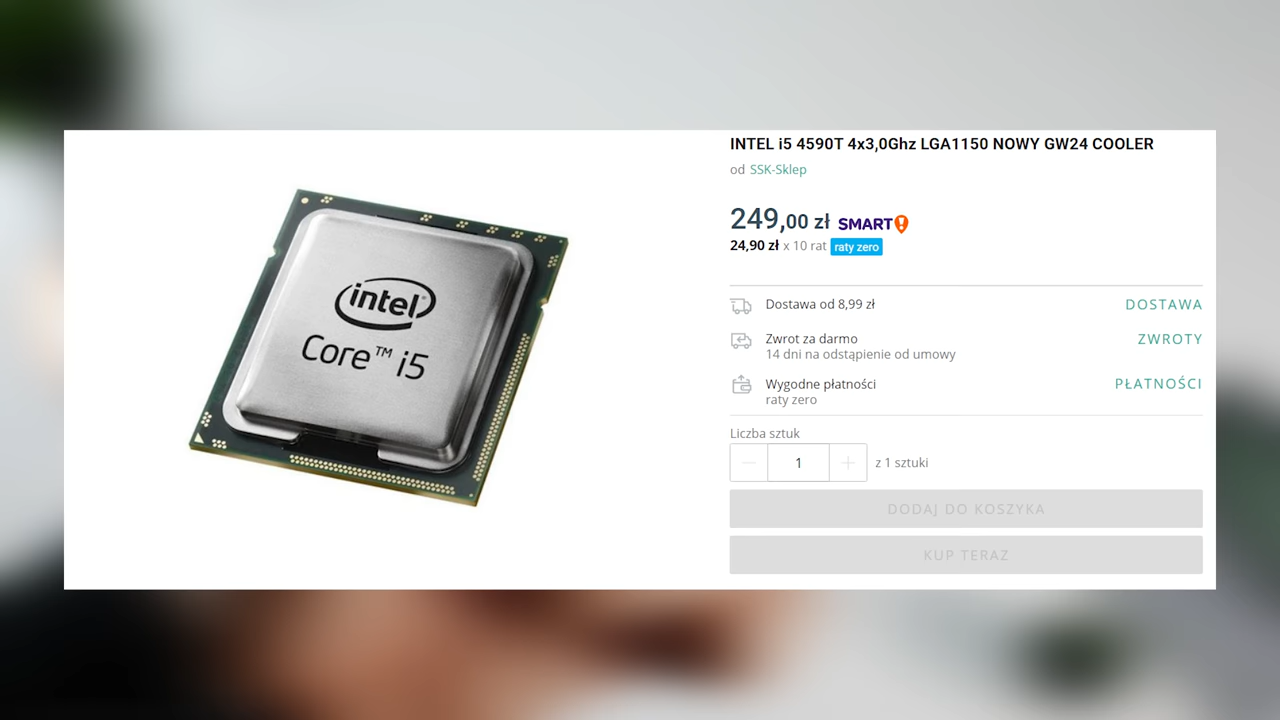 INTEL i5 4590T 4x3,0Ghz LGA1150 NOWY GW24 COOLER
od SSK-Sklep
249,00 zł SMART!
24,90 zł x 10 rat raty zero
intel®
Core™ i5
Dostawa od 8,99 zł DOSTAWA
Zwrot za darmo ZWROTY
14 dni na odstąpienie od umowy
Wygodne płatności PŁATNOŚCI
raty zero
Liczba sztuk
— 1 + z 1 sztuki
DODAJ DO KOSZYKA
KUP TERAZ